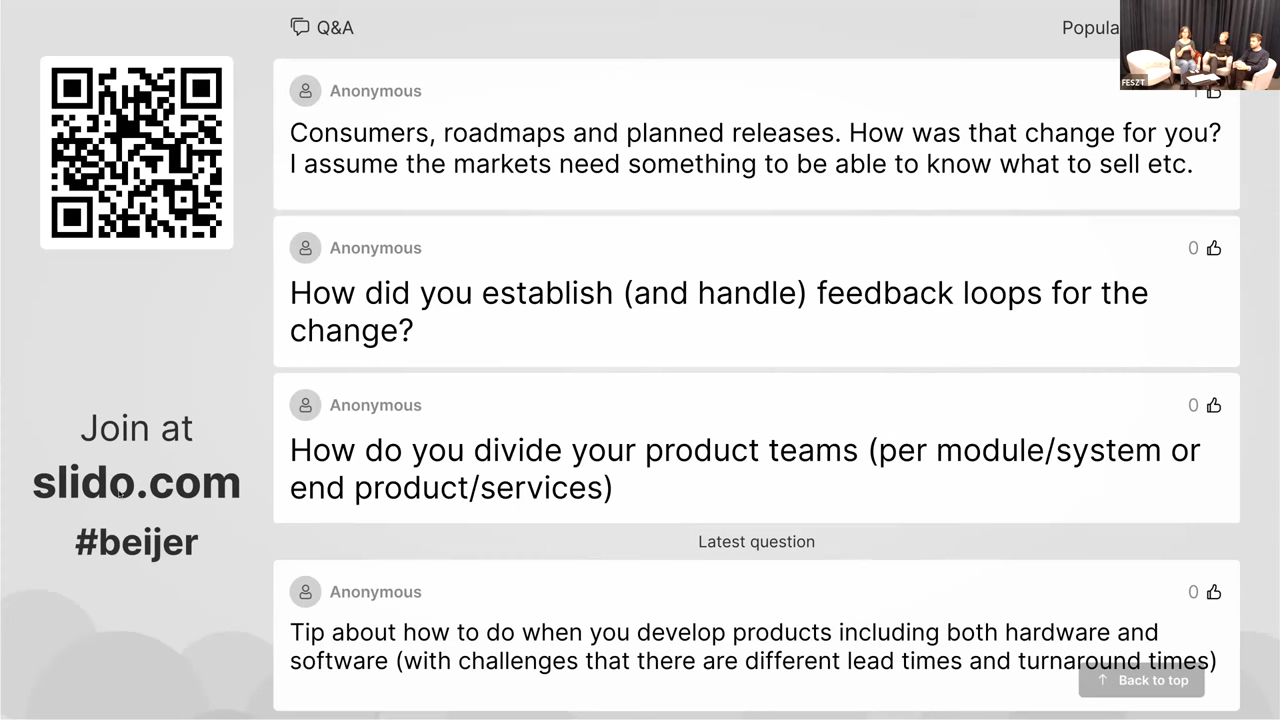 Q&A
Popula
FESZT
Anonymous
1
Consumers, roadmaps and planned releases. How was that change for you?
I assume the markets need something to be able to know what to sell etc.
Anonymous
0
How did you establish (and handle) feedback loops for the
change?
Anonymous
0
How do you divide your product teams (per module/system or
end product/services)
Join at
slido.com
#beijer
Latest question
Anonymous
0
Tip about how to do when you develop products including both hardware and
software (with challenges that there are different lead times and turnaround times)
↑ Back to top